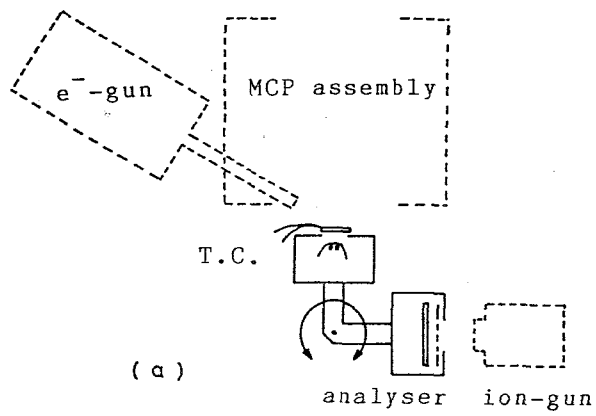 e⁻-gun
MCP assembly
T.C.
(a)
analyser
ion-gun